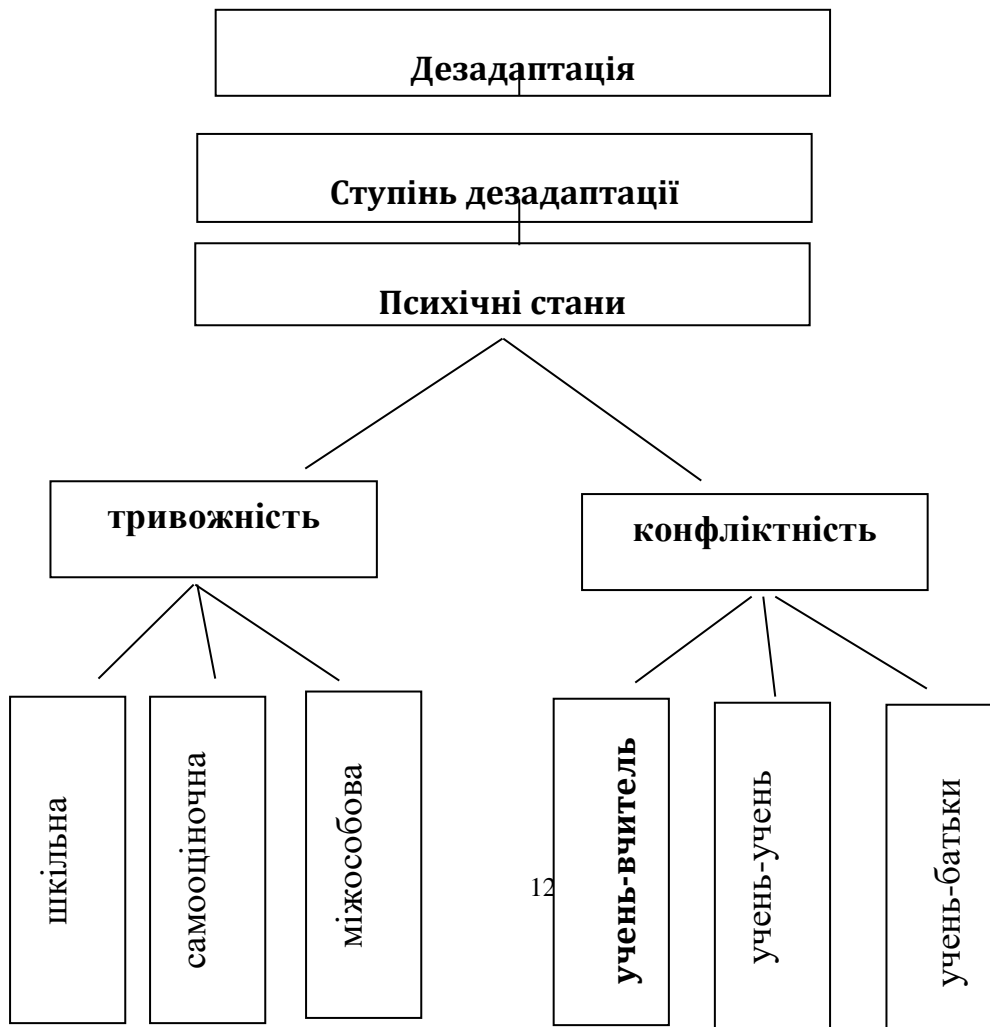 Дезадаптація
Ступінь дезадаптації
Психічні стани
тривожність
конфліктність
шкільна
самооціночна
міжособова
учень-вчитель
учень-учень
учень-батьки
12